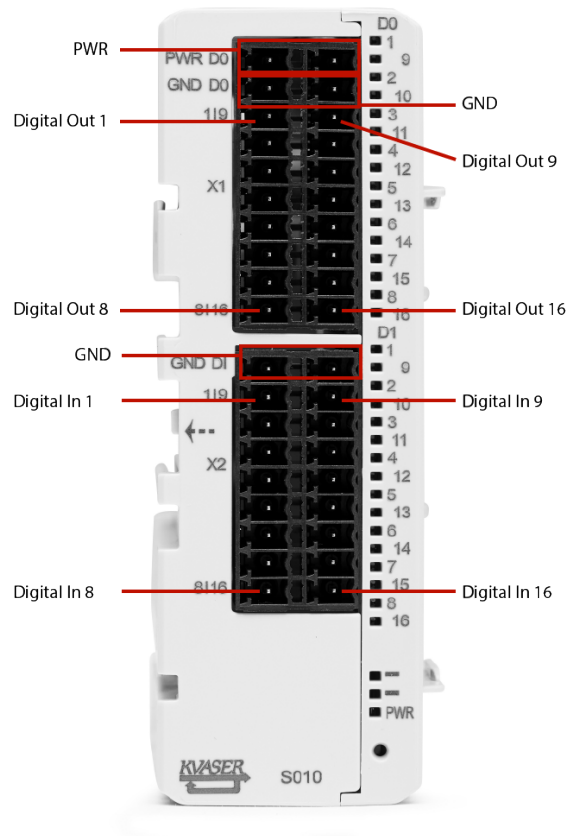 PWR
PWR D0
GND D0
GND
Digital Out 1
1|9
Digital Out 9
X1
Digital Out 8
8|16
Digital Out 16
GND
GND DI
Digital In 1
1|9
Digital In 9
X2
Digital In 8
8|16
Digital In 16
D0
1
9
2
10
3
11
4
12
5
13
6
14
7
15
8
16
D1
1
9
2
10
3
11
4
12
5
13
6
14
7
15
8
16
PWR
KVASER
S010